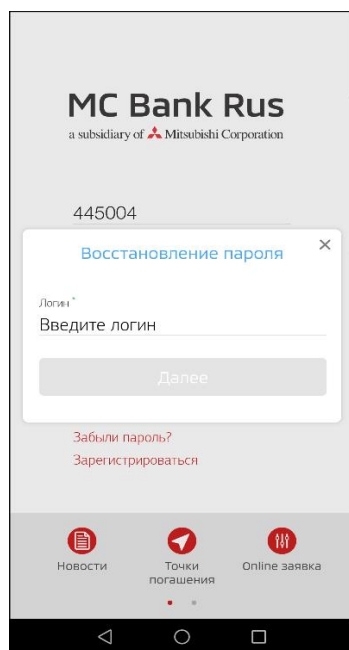 MC Bank Rus
a subsidiary of Mitsubishi Corporation
445004
Восстановление пароля
Логин *
Введите логин
Далее
Забыли пароль?
Зарегистрироваться
Новости
Точки погашения
Online заявка